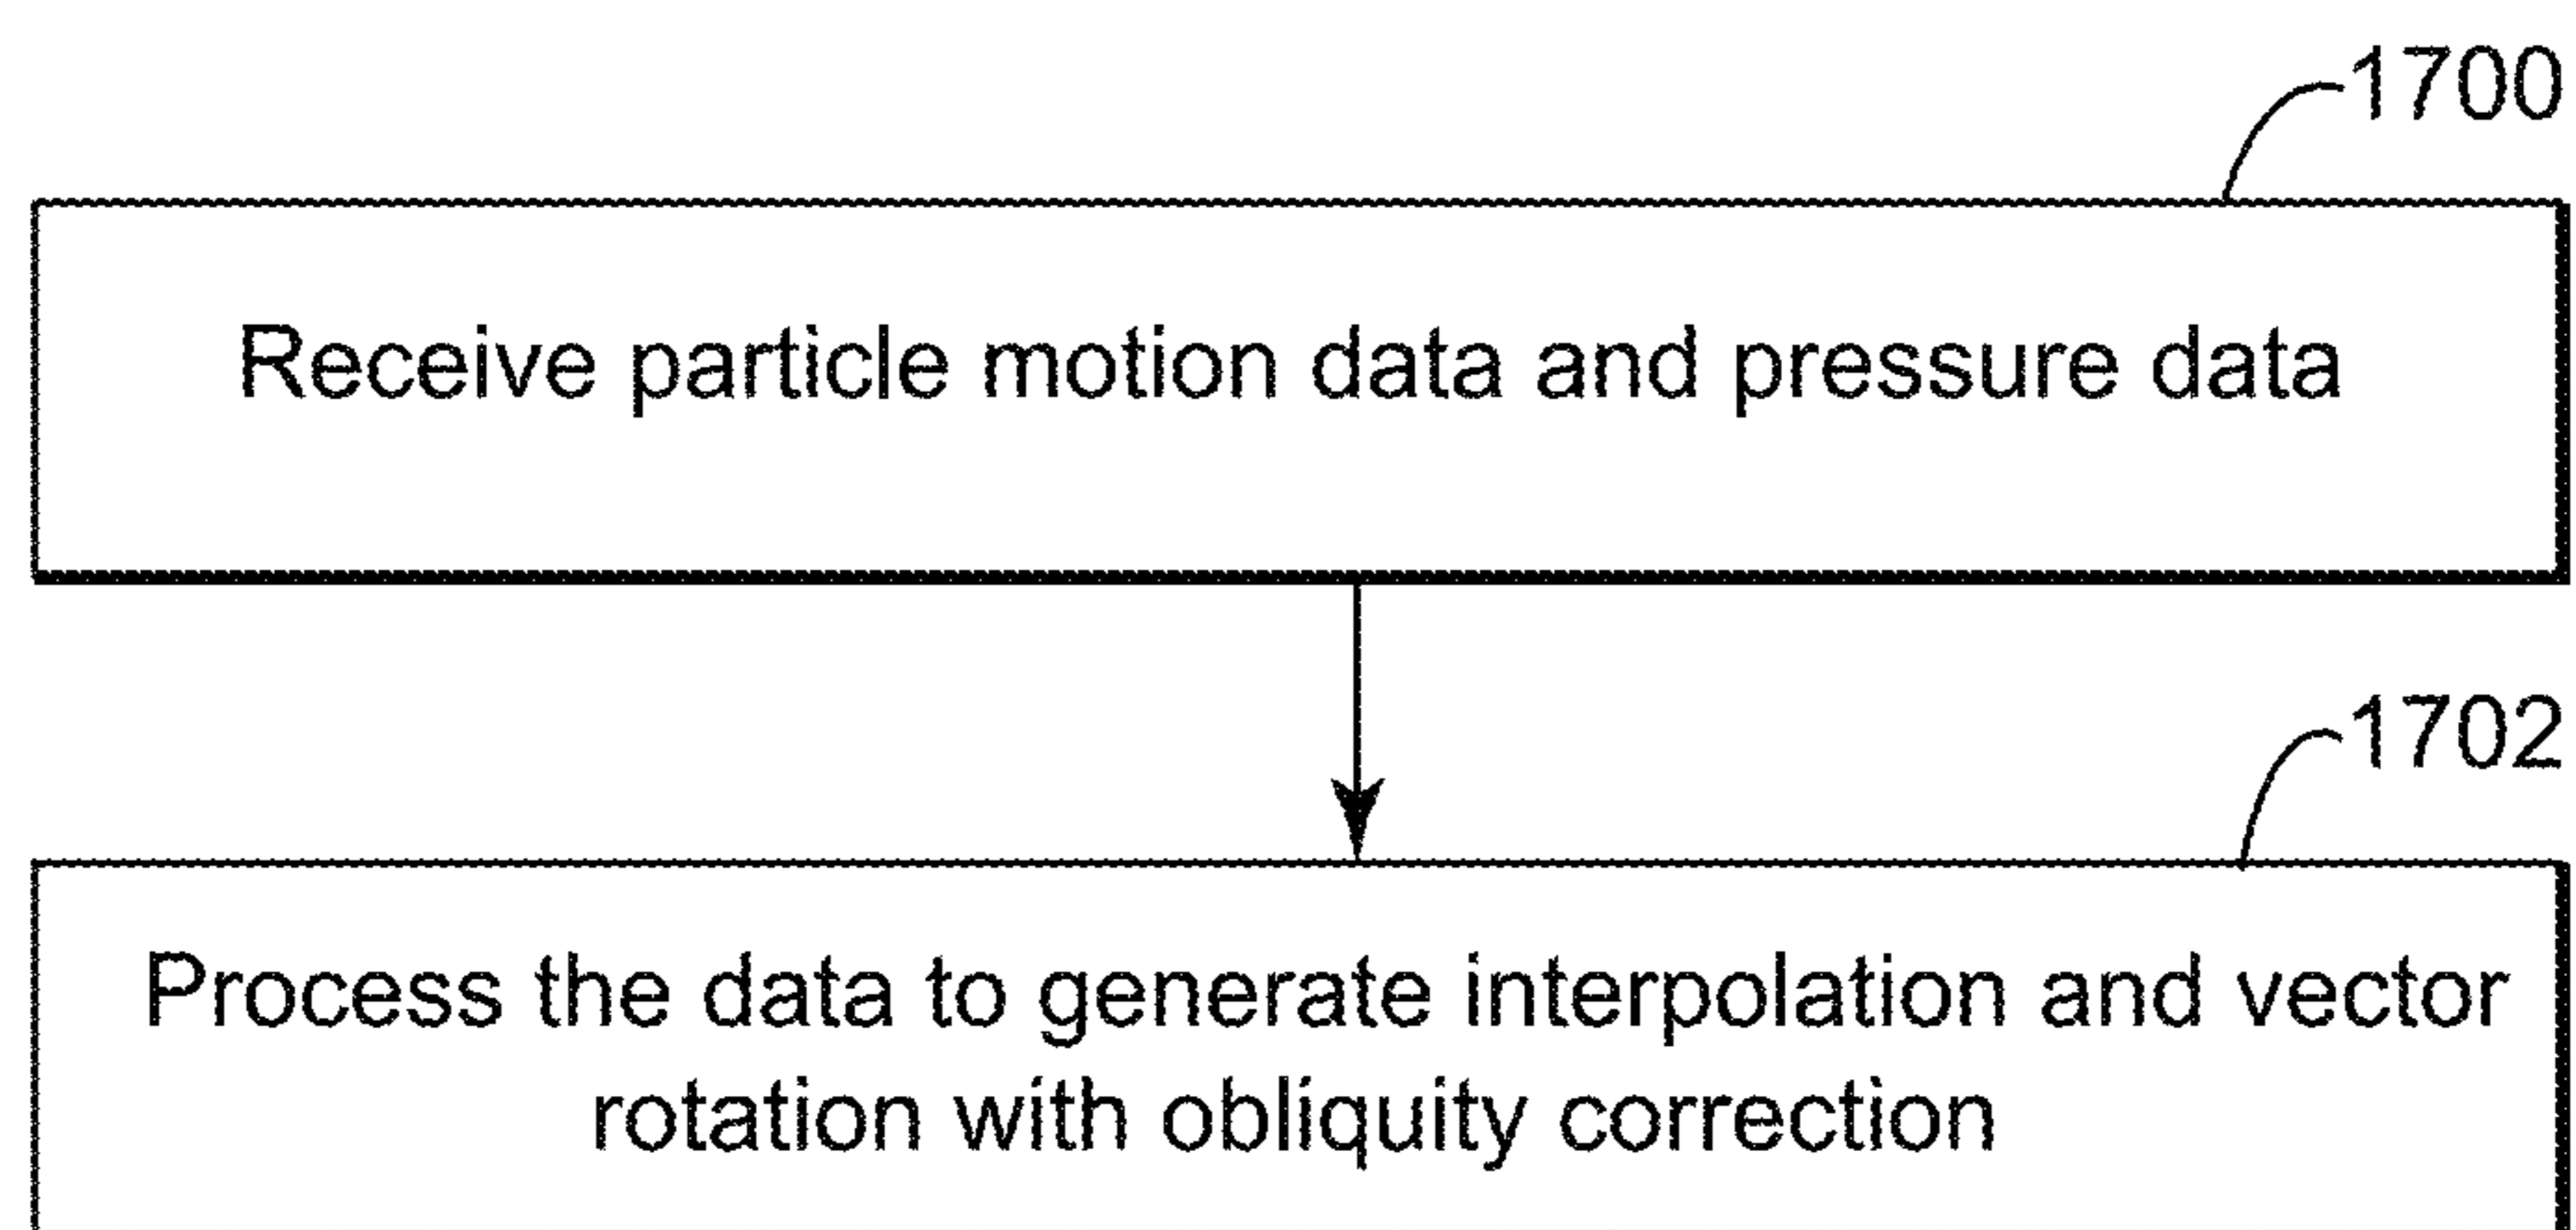 1700
Receive particle motion data and pressure data
1702
Process the data to generate interpolation and vector
rotation with obliquity correction